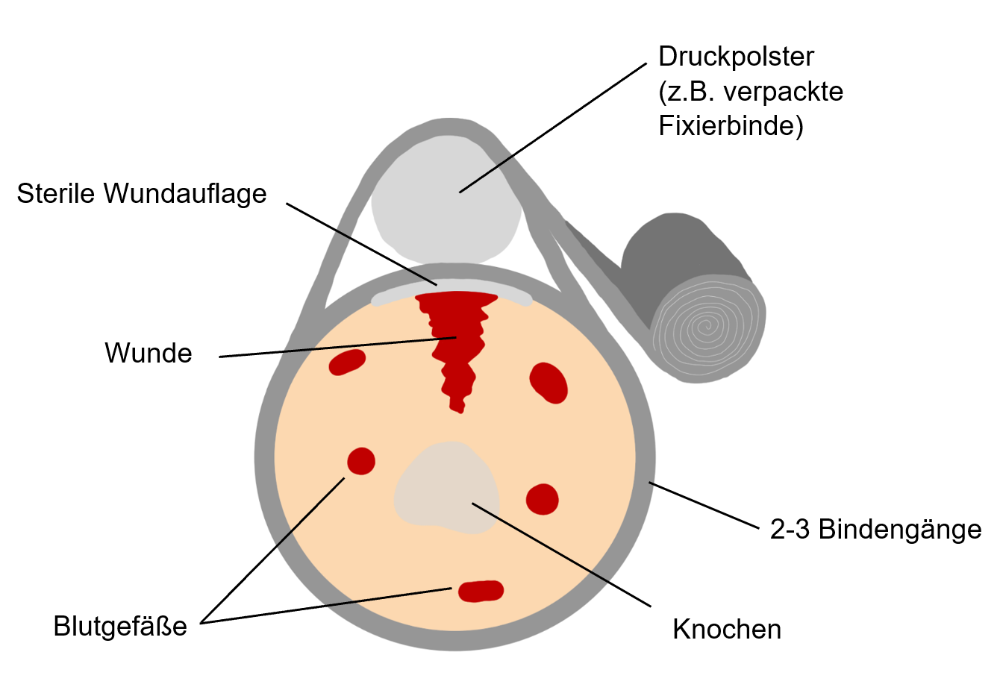 Druckpolster
(z.B. verpackte
Fixierbinde)
Sterile Wundauflage
Wunde
2-3 Bindengänge
Blutgefäße
Knochen